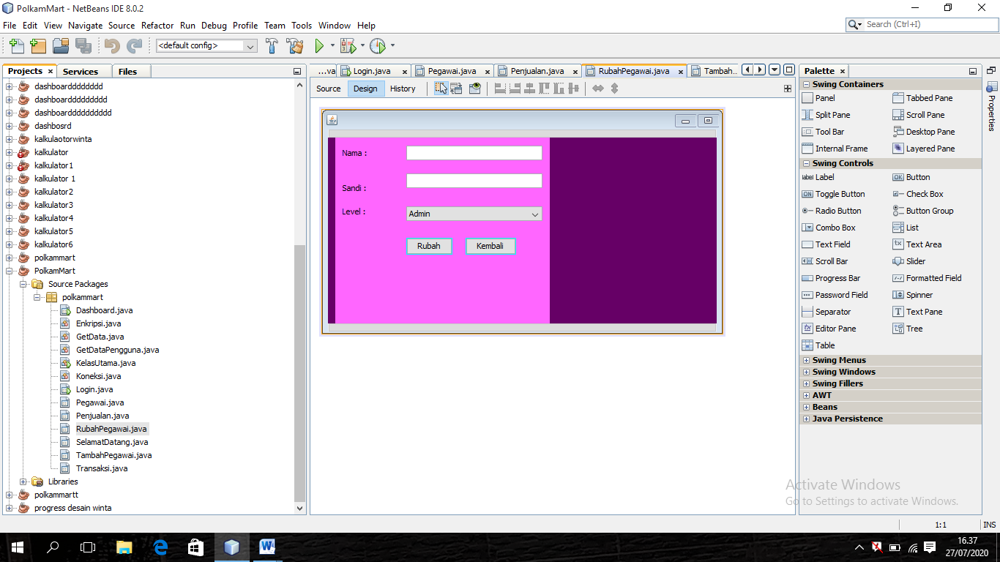 PolkamMart - NetBeans IDE 8.0.2
File Edit View Navigate Source Refactor Run Debug Profile Team Tools Window Help
Search (Ctrl+I)
<default config>
Projects Services Files
dashboardddddddd
dashboarddddddddd
dashboardddddddddd
dashbosrd
kalkulaotorwinta
kalkulator
kalkulator1
kalkulator 1
kalkulator2
kalkulator3
kalkulator4
kalkulator5
kalkulator6
polkammart
PolkamMart
Source Packages
polkammart
Dashboard.java
Enkripsi.java
GetData.java
GetDataPengguna.java
KelasUtama.java
Koneksi.java
Login.java
Pegawai.java
Penjualan.java
RubahPegawai.java
SelamatDatang.java
TambahPegawai.java
Transaksi.java
Libraries
polkammartt
progress desain winta
...va Login.java Pegawai.java Penjualan.java RubahPegawai.java Tambah..
Source Design History
Nama :
Sandi :
Level : Admin
Rubah Kembali
Palette
Swing Containers
Panel Tabbed Pane
Split Pane Scroll Pane
Tool Bar Desktop Pane
Internal Frame Layered Pane
Swing Controls
label Label OK Button
ON Toggle Button Check Box
Radio Button Button Group
Combo Box List
Text Field Text Area
Scroll Bar Slider
Progress Bar Formatted Field
Password Field Spinner
Separator Text Pane
Editor Pane Tree
Table
Swing Menus
Swing Windows
Swing Fillers
AWT
Beans
Java Persistence
Properties
Activate Windows
Go to Settings to activate Windows.
1:1 INS
16.37
27/07/2020